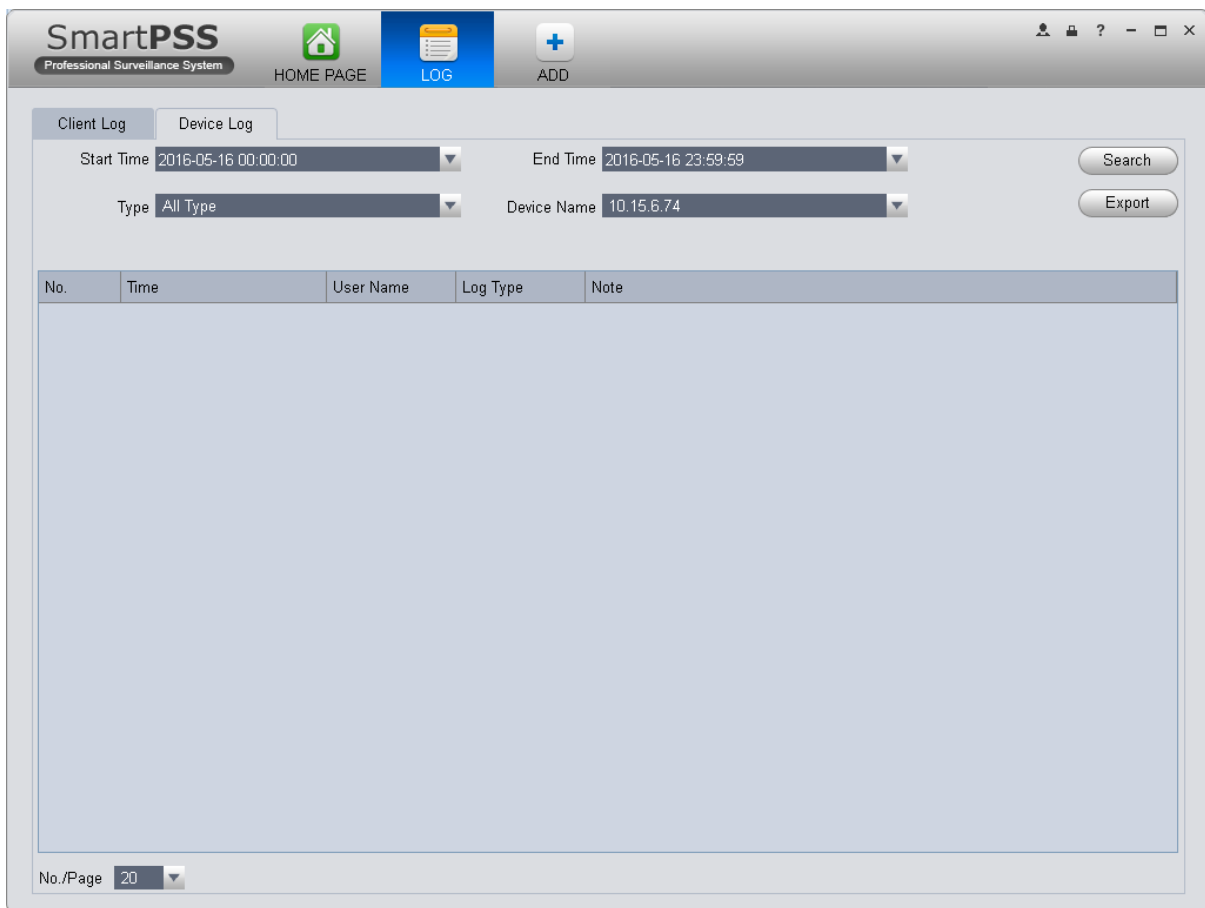 SmartPSS
Professional Surveillance System
HOME PAGE
LOG
ADD
?
Client Log
Device Log
Start Time 2016-05-16 00:00:00
End Time 2016-05-16 23:59:59
Search
Type All Type
Device Name 10.15.6.74
Export
No. Time User Name Log Type Note
No./Page 20